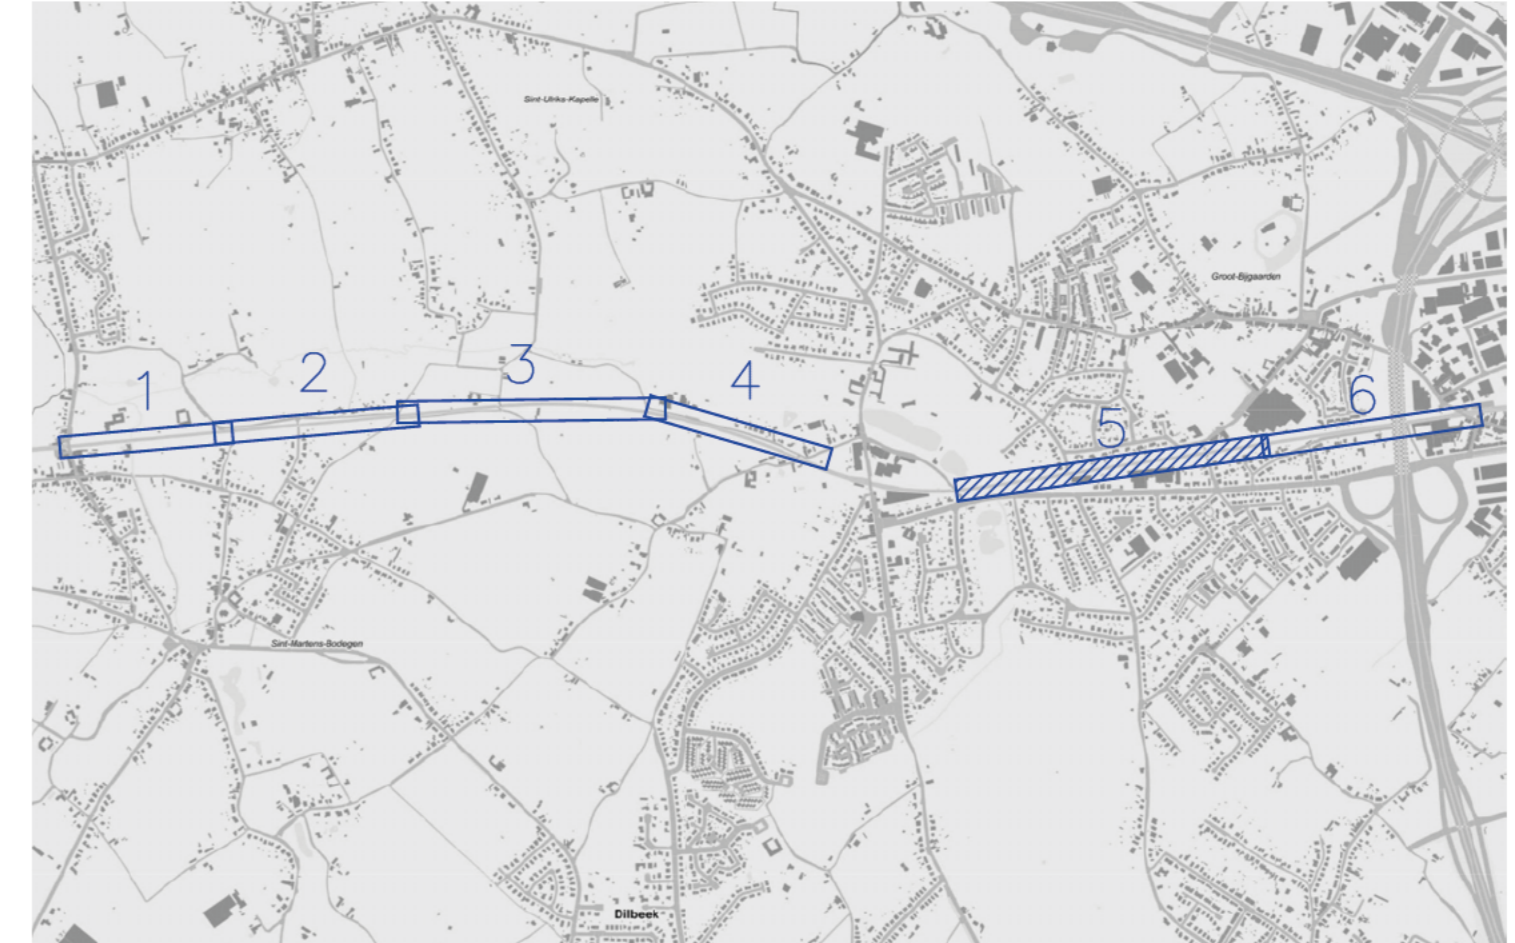 Sint-Ulriks-Kapelle
Groot-Bijgaarden
3
2
1
4
6
5
Sint-Martens-Bodegem
Dilbeek